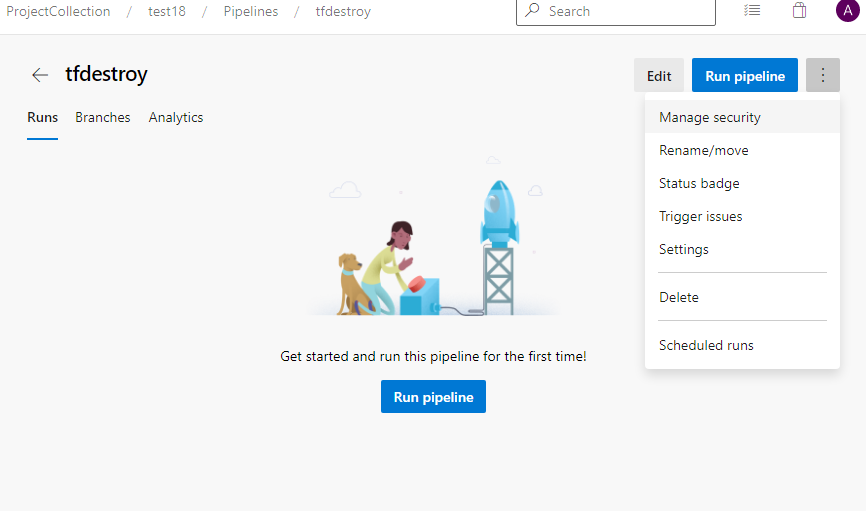 ProjectCollection / test18 / Pipelines / tfdestroy
Search
A
tfdestroy
Edit
Run pipeline
Runs
Branches
Analytics
Manage security
Rename/move
Status badge
Trigger issues
Settings
Delete
Scheduled runs
Get started and run this pipeline for the first time!
Run pipeline